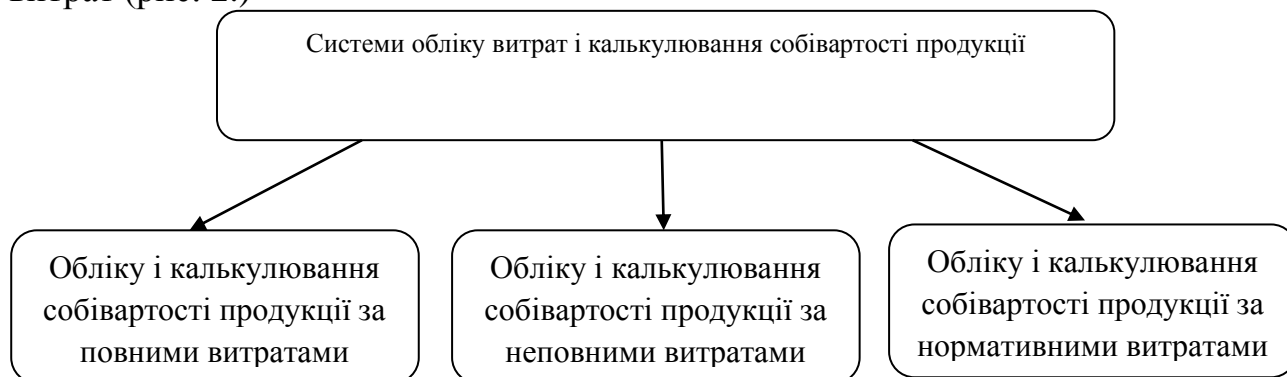 витрат (рис. 2.)
Системи обліку витрат і калькулювання собівартості продукції
Обліку і калькулювання
собівартості продукції за
повними витратами
Обліку і калькулювання
собівартості продукції за
неповними витратами
Обліку і калькулювання
собівартості продукції за
нормативними витратами